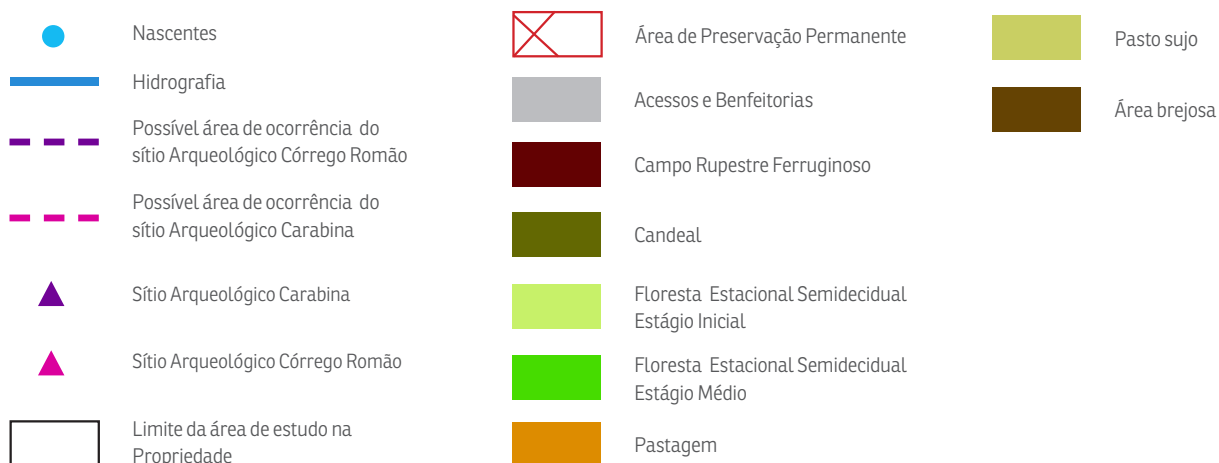 Nascentes
Hidrografia
Possível área de ocorrência do
sítio Arqueológico Córrego Romão
Possível área de ocorrência do
sítio Arqueológico Carabina
Sítio Arqueológico Carabina
Sítio Arqueológico Córrego Romão
Limite da área de estudo na
Propriedade
Área de Preservação Permanente
Acessos e Benfeitorias
Campo Rupestre Ferruginoso
Candeal
Floresta Estacional Semidecidual
Estágio Inicial
Floresta Estacional Semidecidual
Estágio Médio
Pastagem
Pasto sujo
Área brejosa